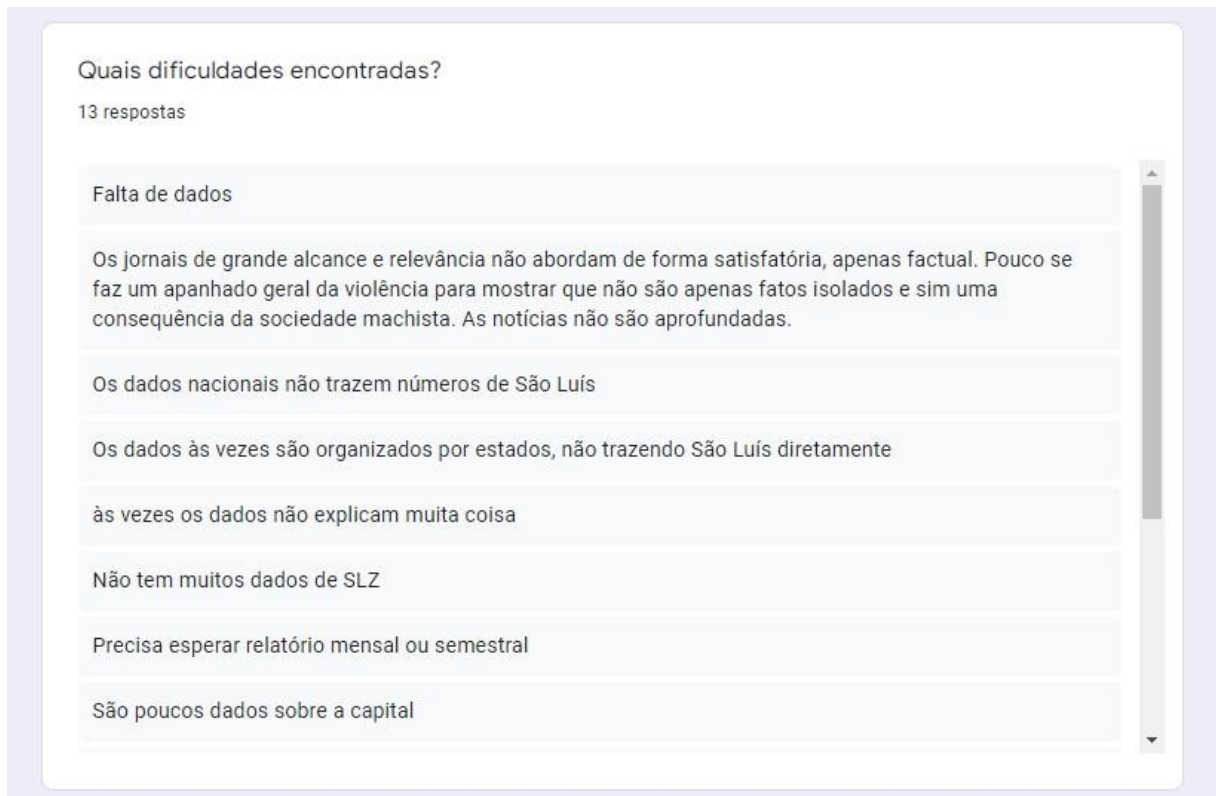 Quais dificuldades encontradas?
13 respostas
Falta de dados
Os jornais de grande alcance e relevância não abordam de forma satisfatória, apenas factual. Pouco se
faz um apanhado geral da violência para mostrar que não são apenas fatos isolados e sim uma
consequência da sociedade machista. As notícias não são aprofundadas.
Os dados nacionais não trazem números de São Luís
Os dados às vezes são organizados por estados, não trazendo São Luís diretamente
às vezes os dados não explicam muita coisa
Não tem muitos dados de SLZ
Precisa esperar relatório mensal ou semestral
São poucos dados sobre a capital